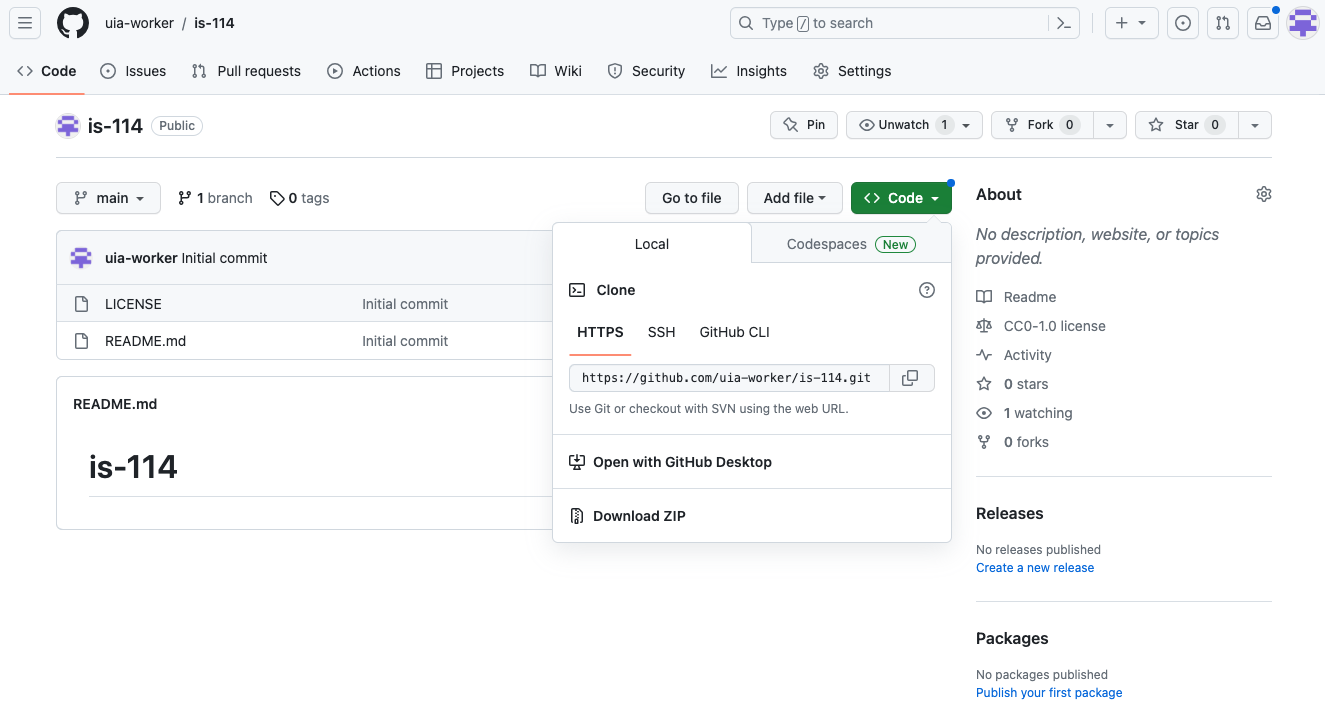 uia-worker / is-114
Type / to search
Code Issues Pull requests Actions Projects Wiki Security Insights Settings
is-114 Public
Pin Unwatch 1 Fork 0 Star 0
main 1 branch 0 tags
Go to file Add file Code
uia-worker Initial commit
LICENSE Initial commit
README.md Initial commit
README.md
is-114
Local Codespaces New
Clone
HTTPS SSH GitHub CLI
https://github.com/uia-worker/is-114.git
Use Git or checkout with SVN using the web URL.
Open with GitHub Desktop
Download ZIP
About
No description, website, or topics
provided.
Readme
CC0-1.0 license
Activity
0 stars
1 watching
0 forks
Releases
No releases published
Create a new release
Packages
No packages published
Publish your first package